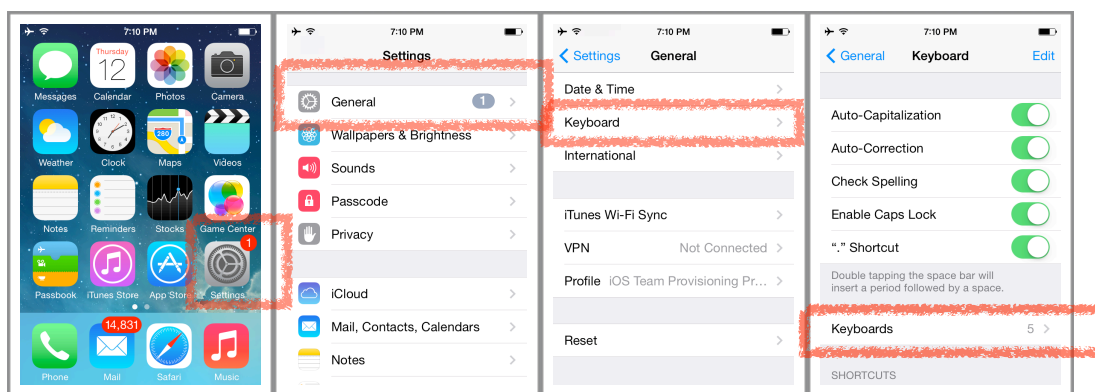 7:10 PM
Thursday
12
280
Messages Calendar Photos Camera
Weather Clock Maps Videos
Notes Reminders Stocks Game Center
1
Passbook iTunes Store App Store Settings
14,831
Phone Mail Safari Music
7:10 PM
Settings
General 1
Wallpapers & Brightness
Sounds
Passcode
Privacy
iCloud
Mail, Contacts, Calendars
Notes
7:10 PM
Settings General
Date & Time
Keyboard
International
iTunes Wi-Fi Sync
VPN Not Connected
Profile iOS Team Provisioning Pr...
Reset
7:10 PM
General Keyboard Edit
Auto-Capitalization
Auto-Correction
Check Spelling
Enable Caps Lock
“.” Shortcut
Double tapping the space bar will
insert a period followed by a space.
Keyboards 5
SHORTCUTS